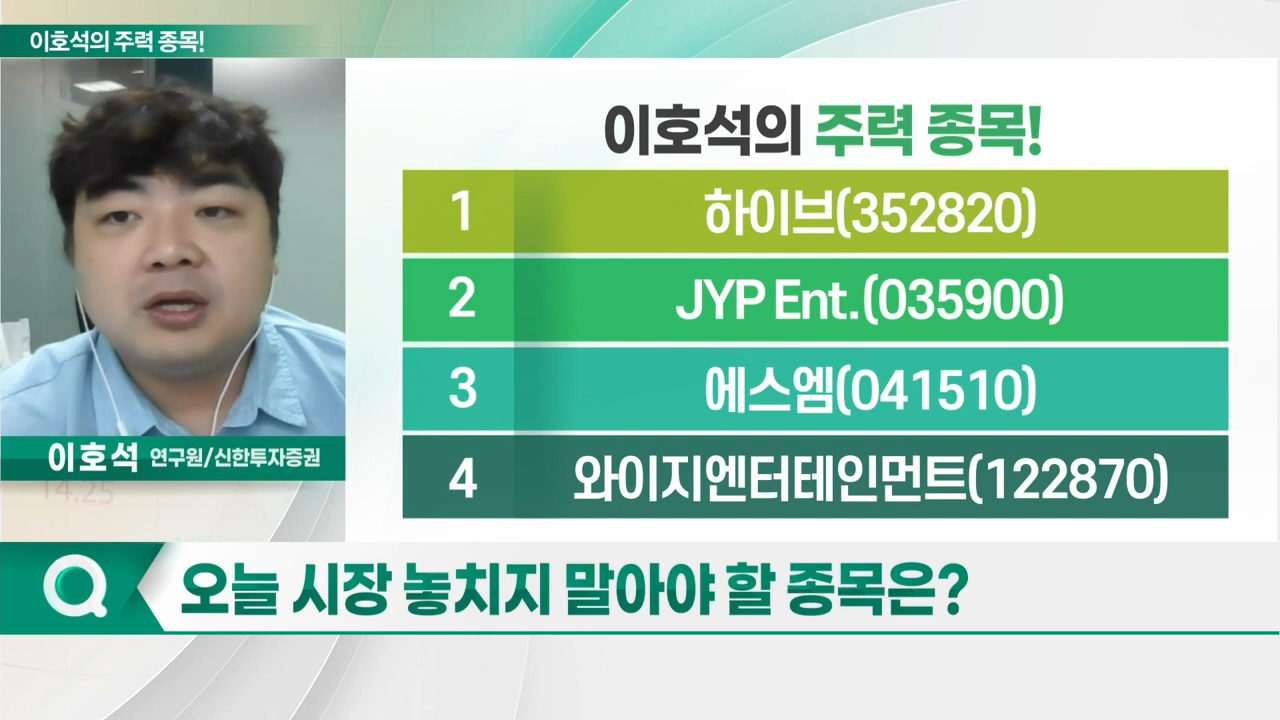 이호석의 주력 종목!
이호석의 주력 종목!
1 하이브(352820)
2 JYP Ent.(035900)
3 에스엠(041510)
4 와이지엔터테인먼트(122870)
이호석 연구원/신한투자증권
14.25
오늘 시장 놓치지 말아야 할 종목은?